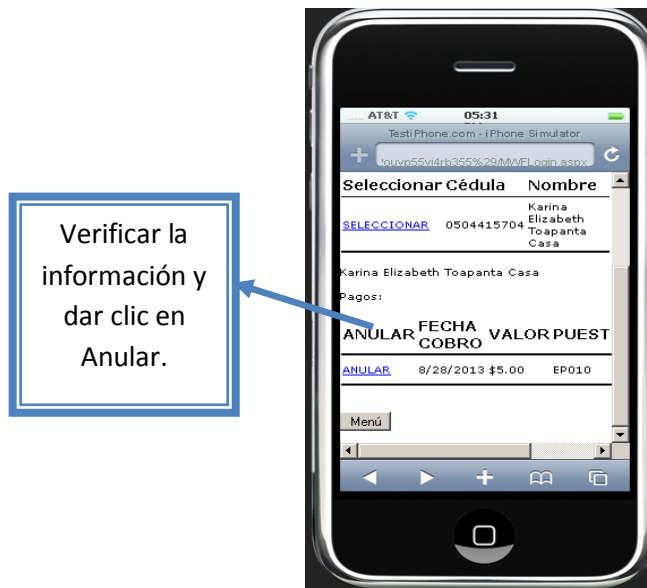 AT&T 05:31
TestiPhone.com - iPhone Simulator
Seleccionar Cédula Nombre
SELECCIONAR 0504415704 Karina
Elizabeth
Toapanta
Casa
Karina Elizabeth Toapanta Casa
Pagos:
ANULAR FECHA COBRO VALOR PUEST
ANULAR 8/28/2013 $5.00 EP010
Menú
Verificar la
información y
dar clic en
Anular.